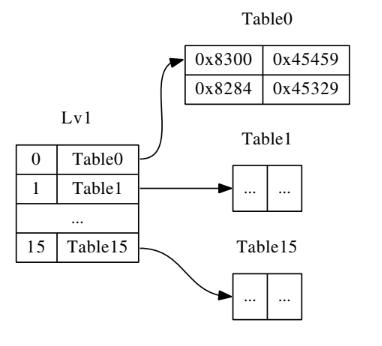 Table0
0x8300 0x45459
0x8284 0x45329
Lv1
0 Table0
1 Table1
...
15 Table15
Table1
... ...
Table15
... ...